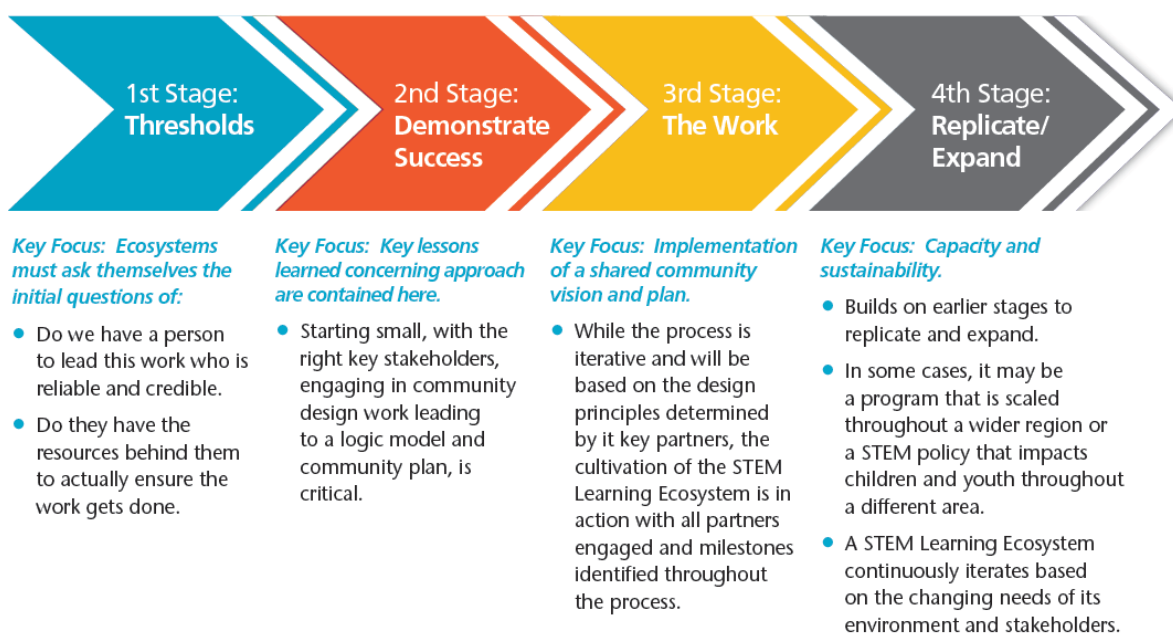 1st Stage:
Thresholds
2nd Stage:
Demonstrate
Success
3rd Stage:
The Work
4th Stage:
Replicate/
Expand
Key Focus: Ecosystems
must ask themselves the
initial questions of:
• Do we have a person
to lead this work who is
reliable and credible.
• Do they have the
resources behind them
to actually ensure the
work gets done.
Key Focus: Key lessons
learned concerning approach
are contained here.
• Starting small, with the
right key stakeholders,
engaging in community
design work leading
to a logic model and
community plan, is
critical.
Key Focus: Implementation
of a shared community
vision and plan.
• While the process is
iterative and will be
based on the design
principles determined
by it key partners, the
cultivation of the STEM
Learning Ecosystem is in
action with all partners
engaged and milestones
identified throughout
the process.
Key Focus: Capacity and
sustainability.
• Builds on earlier stages to
replicate and expand.
• In some cases, it may be
a program that is scaled
throughout a wider region or
a STEM policy that impacts
children and youth throughout
a different area.
• A STEM Learning Ecosystem
continuously iterates based
on the changing needs of its
environment and stakeholders.